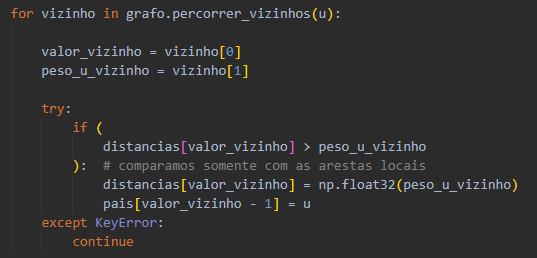 for vizinho in grafo.percorrer_vizinhos(u):
valor_vizinho = vizinho[0]
peso_u_vizinho = vizinho[1]
try:
if (
distancias[valor_vizinho] > peso_u_vizinho
): # comparamos somente com as arestas locais
distancias[valor_vizinho] = np.float32(peso_u_vizinho)
pais[valor_vizinho - 1] = u
except KeyError:
continue